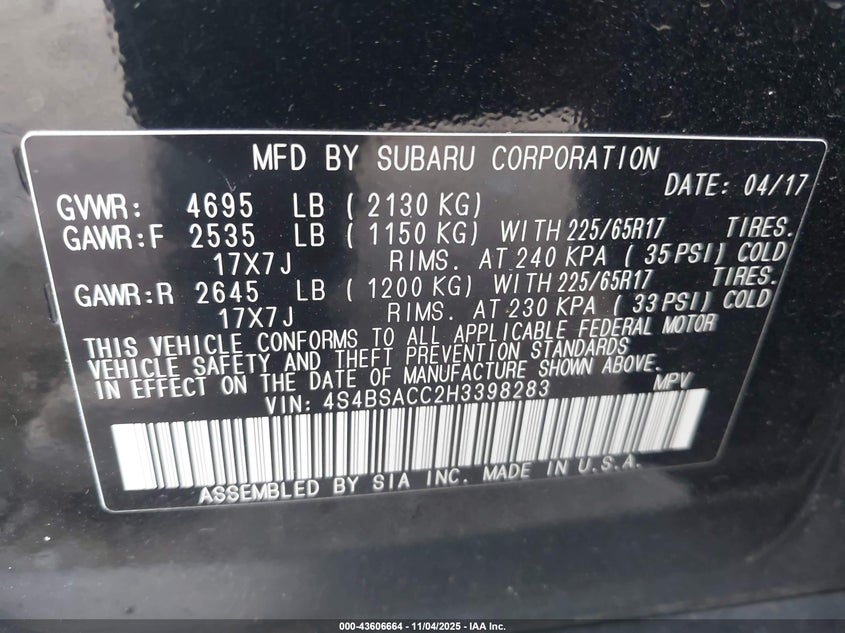 MFD BY SUBARU CORPORATION
DATE: 04/17
GVWR: 4695 LB ( 2130 KG)
GAWR:F 2535 LB ( 1150 KG) WITH 225/65R17 TIRES.
17X7J RIMS. AT 240 KPA ( 35 PSI) COLD
GAWR:R 2645 LB ( 1200 KG) WITH 225/65R17 TIRES.
17X7J RIMS. AT 230 KPA ( 33 PSI) COLD
THIS VEHICLE CONFORMS TO ALL APPLICABLE FEDERAL MOTOR
VEHICLE SAFETY AND THEFT PREVENTION STANDARDS
IN EFFECT ON THE DATE OF MANUFACTURE SHOWN ABOVE.
VIN: 4S4BSACC2H3398283 MPV
ASSEMBLED BY SIA INC. MADE IN U.S.A.
000-43606664 - 11/04/2025 - IAA Inc.